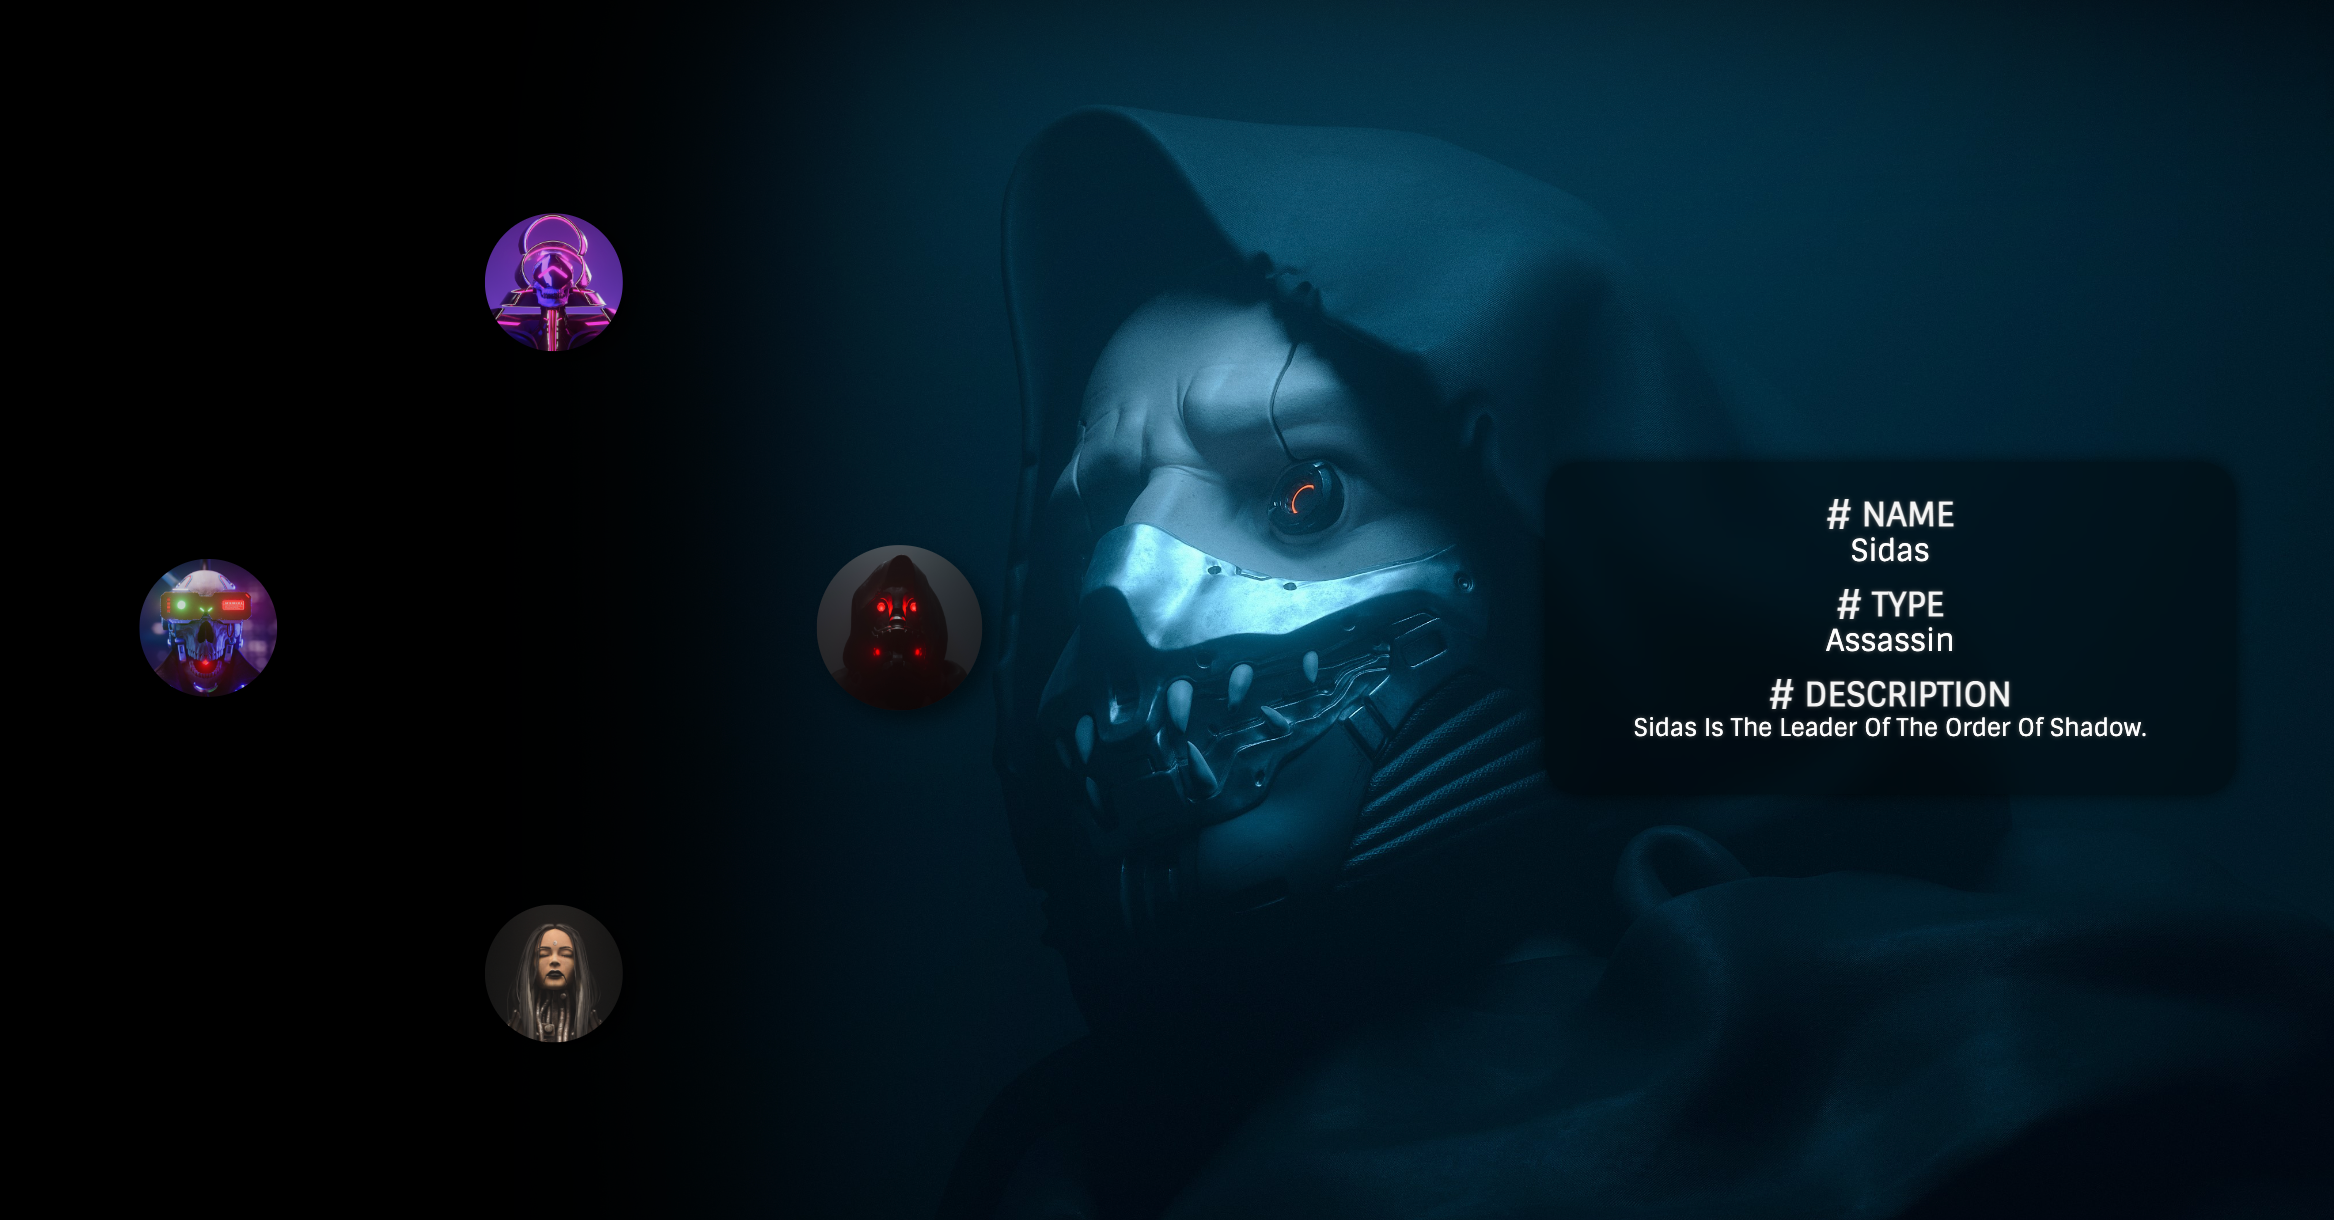 # NAME
Sidas
# TYPE
Assassin
# DESCRIPTION
Sidas Is The Leader Of The Order Of Shadow.